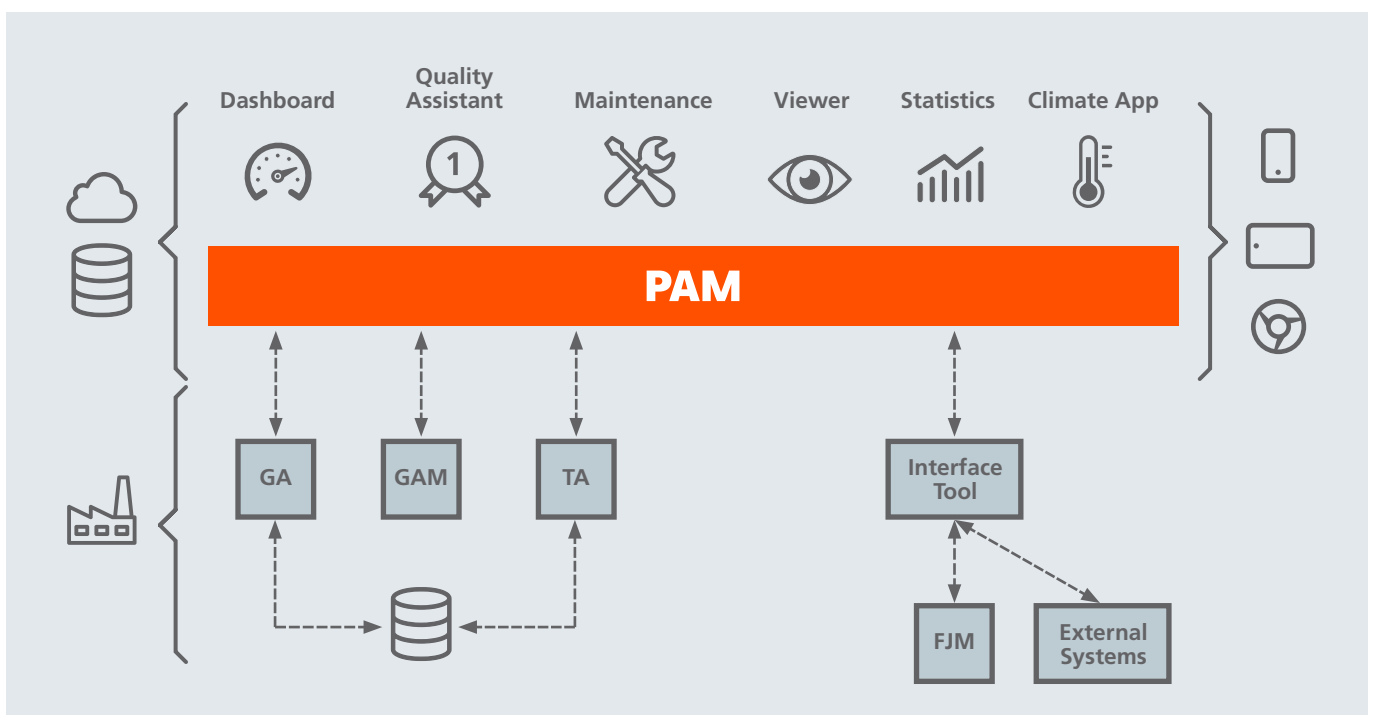 Dashboard
Quality
Assistant
Maintenance
Viewer
Statistics
Climate App
1
PAM
GA
GAM
TA
Interface
Tool
FJM
External
Systems